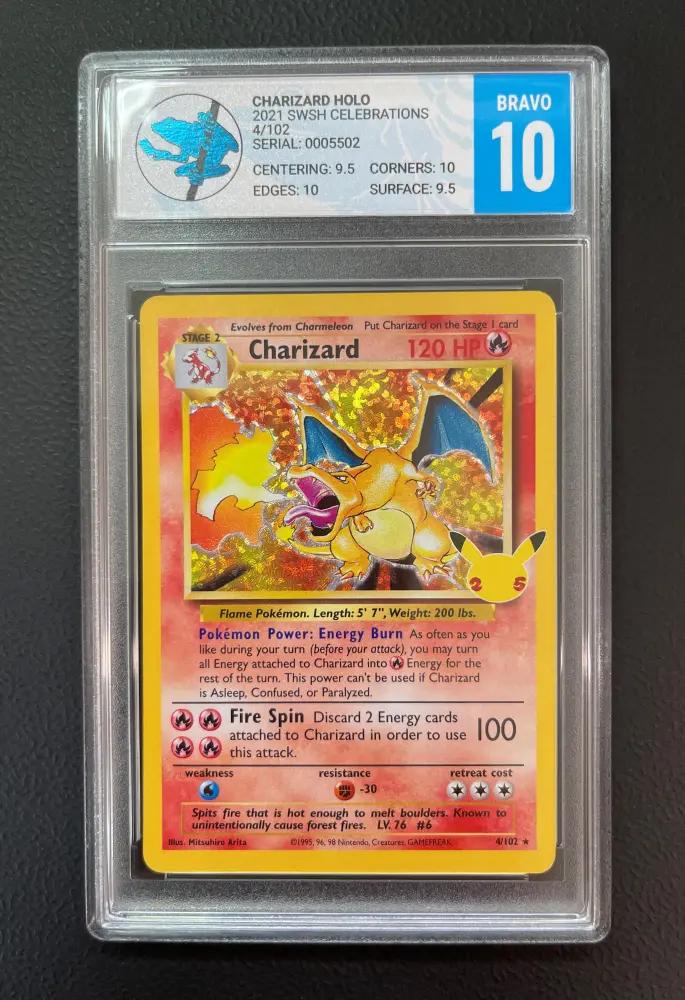 CHARIZARD HOLO
2021 SWSH CELEBRATIONS
4/102
SERIAL: 0005502
CENTERING: 9.5 CORNERS: 10
EDGES: 10 SURFACE: 9.5
BRAVO
10
Evolves from Charmeleon Put Charizard on the Stage 1 card
STAGE 2
Charizard 120 HP
2 5
Flame Pokémon. Length: 5' 7", Weight: 200 lbs.
Pokémon Power: Energy Burn As often as you
like during your turn (before your attack), you may turn
all Energy attached to Charizard into Energy for the
rest of the turn. This power can't be used if Charizard
is Asleep, Confused, or Paralyzed.
Fire Spin Discard 2 Energy cards
attached to Charizard in order to use
this attack.
100
weakness resistance retreat cost
-30
Spits fire that is hot enough to melt boulders. Known to
unintentionally cause forest fires. LV. 76 #6
Illus. Mitsuhiro Arita ©1995, 96, 98 Nintendo, Creatures, GAMEFREAK. 4/102 ★